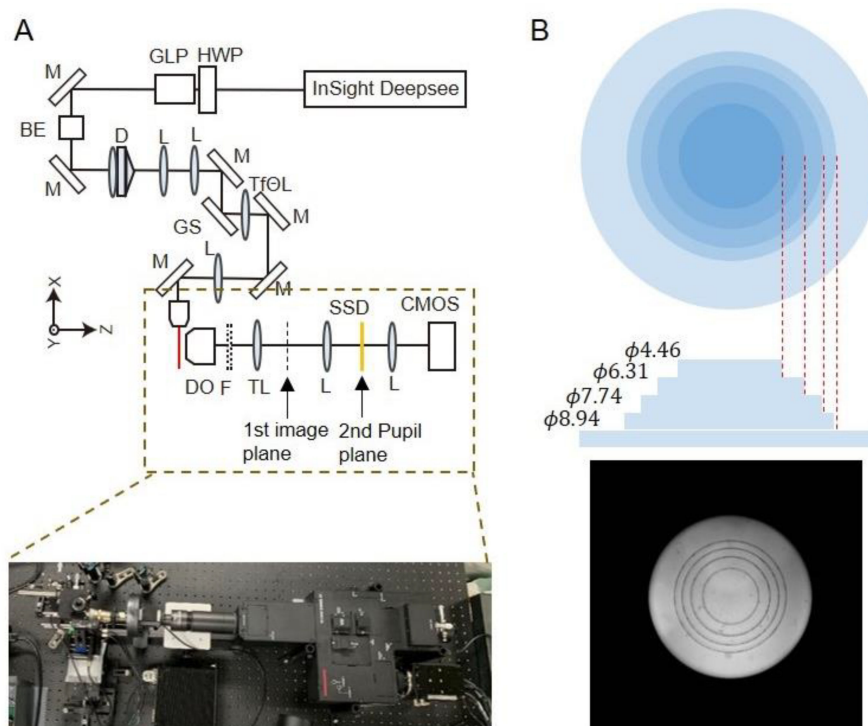 A
B
GLP HWP
M
InSight Deepsee
BE
D L L
M
M
TfΘL
GS
M
L
M
M
X
Y
Z
SSD CMOS
DO F TL L L
1st image
plane
2nd Pupil
plane
ϕ4.46
ϕ6.31
ϕ7.74
ϕ8.94